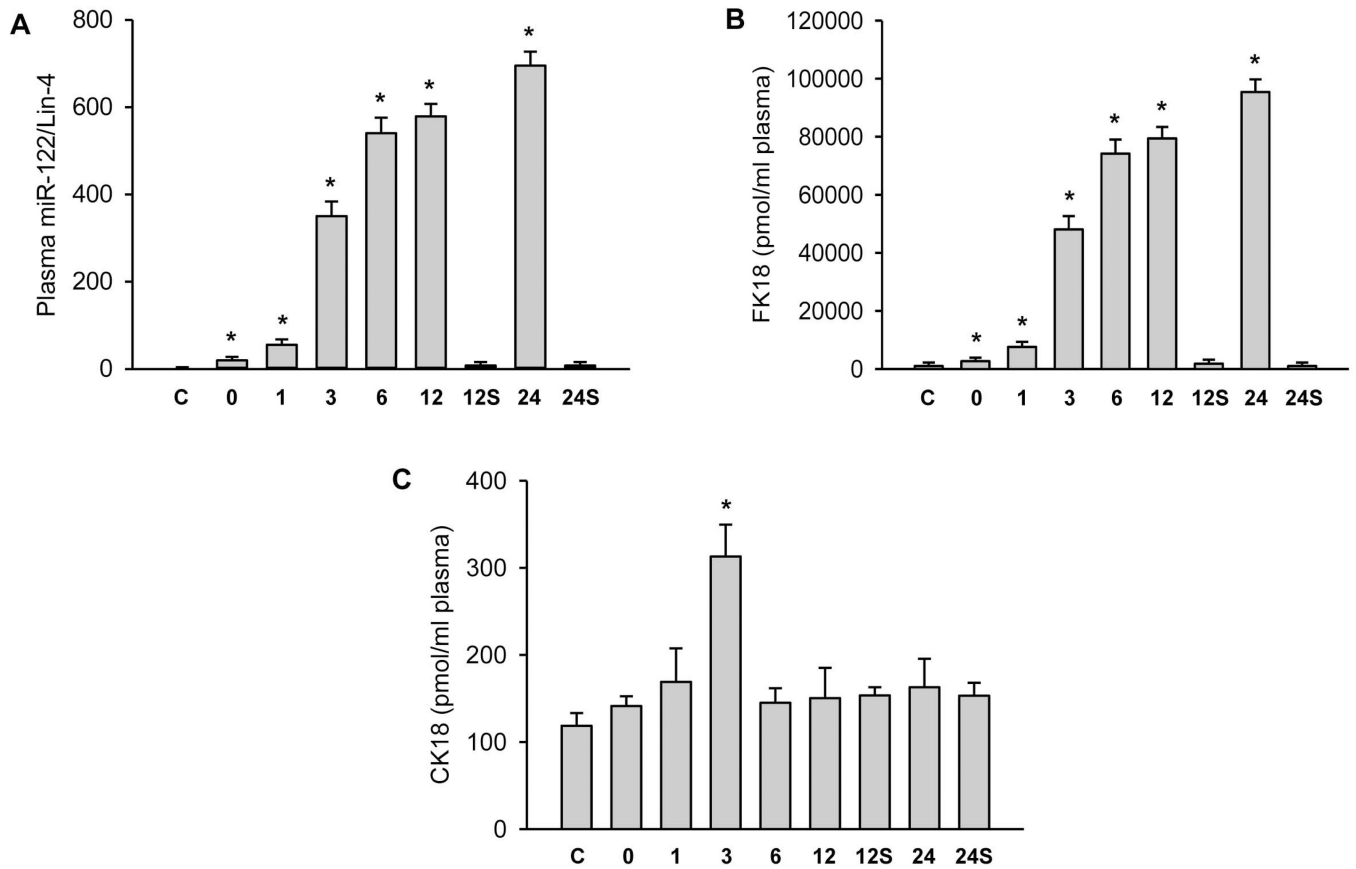 A
Plasma miR-122/Lin-4
800
600
400
200
0
* * * * * *
C 0 1 3 6 12 12S 24 24S
B
FK18 (pmol/ml plasma)
120000
100000
80000
60000
40000
20000
0
* * * * * *
C 0 1 3 6 12 12S 24 24S
C
CK18 (pmol/ml plasma)
400
300
200
100
0
*
C 0 1 3 6 12 12S 24 24S